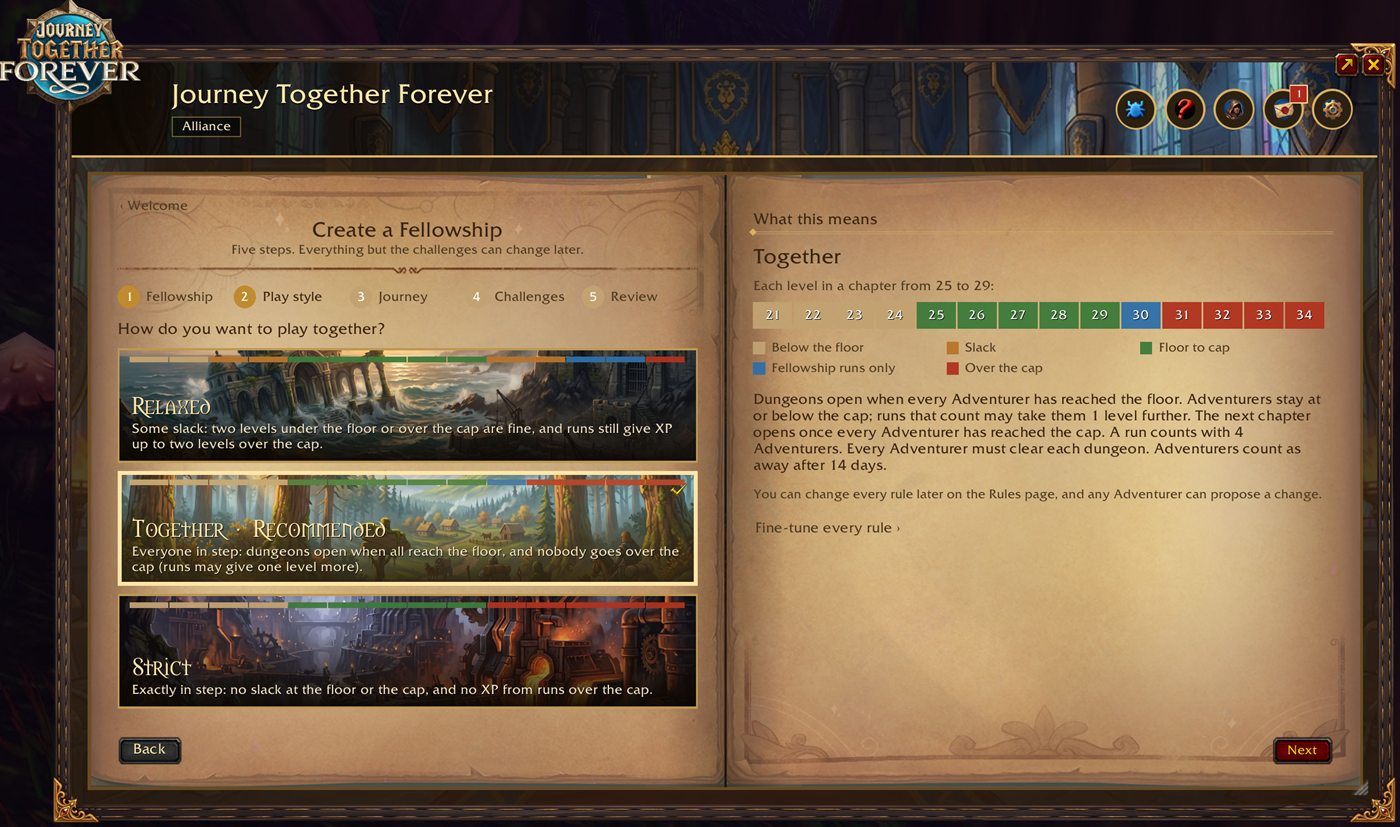 JOURNEY
TOGETHER
FOREVER
Journey Together Forever
Alliance
1
‹ Welcome
Create a Fellowship
Five steps. Everything but the challenges can change later.
1 Fellowship 2 Play style 3 Journey 4 Challenges 5 Review
How do you want to play together?
Relaxed
Some slack: two levels under the floor or over the cap are fine, and runs still give XP
up to two levels over the cap.
Together · Recommended
Everyone in step: dungeons open when all reach the floor, and nobody goes over the
cap (runs may give one level more).
Strict
Exactly in step: no slack at the floor or the cap, and no XP from runs over the cap.
Back
What this means
Together
Each level in a chapter from 25 to 29:
21 22 23 24 25 26 27 28 29 30 31 32 33 34
Below the floor Slack Floor to cap
Fellowship runs only Over the cap
Dungeons open when every Adventurer has reached the floor. Adventurers stay at
or below the cap; runs that count may take them 1 level further. The next chapter
opens once every Adventurer has reached the cap. A run counts with 4
Adventurers. Every Adventurer must clear each dungeon. Adventurers count as
away after 14 days.
You can change every rule later on the Rules page, and any Adventurer can propose a change.
Fine-tune every rule ›
Next